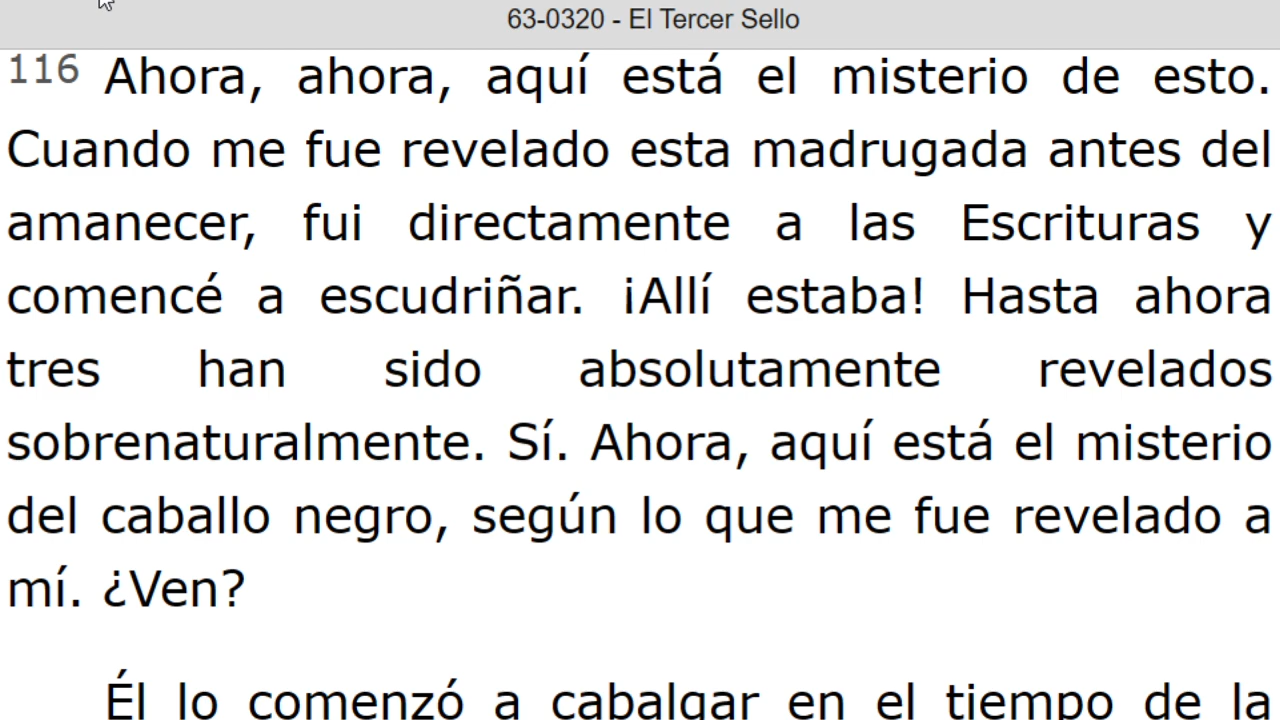 63-0320 - El Tercer Sello
116 Ahora, ahora, aquí está el misterio de esto.
Cuando me fue revelado esta madrugada antes del
amanecer, fui directamente a las Escrituras y
comencé a escudriñar. ¡Allí estaba! Hasta ahora
tres han sido absolutamente revelados
sobrenaturalmente. Sí. Ahora, aquí está el misterio
del caballo negro, según lo que me fue revelado a
mí. ¿Ven?
Él lo comenzó a cabalgar en el tiempo de la